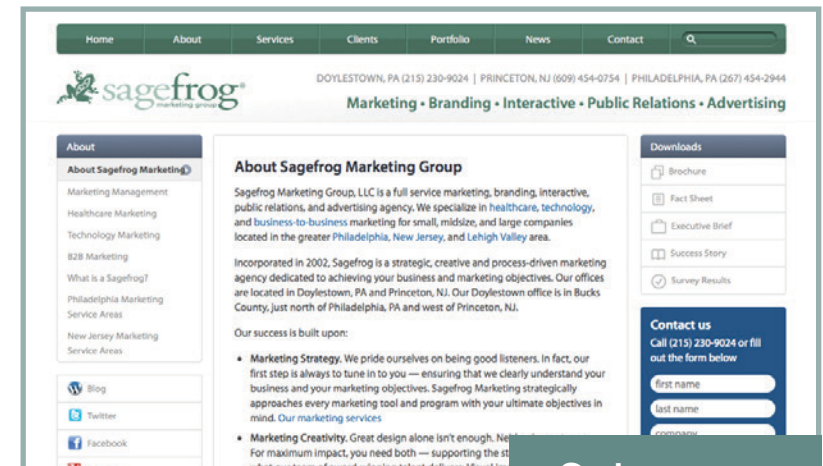 Home About Services Clients Portfolio News Contact
sagefrog®
marketing group
DOYLESTOWN, PA (215) 230-9024 | PRINCETON, NJ (609) 454-0754 | PHILADELPHIA, PA (267) 454-2944
Marketing • Branding • Interactive • Public Relations • Advertising
About
About Sagefrog Marketing
Marketing Management
Healthcare Marketing
Technology Marketing
B2B Marketing
What is a Sagefrog?
Philadelphia Marketing
Service Areas
New Jersey Marketing
Service Areas
Blog
Twitter
Facebook
About Sagefrog Marketing Group
Sagefrog Marketing Group, LLC is a full service marketing, branding, interactive,
public relations, and advertising agency. We specialize in healthcare, technology,
and business-to-business marketing for small, midsize, and large companies
located in the greater Philadelphia, New Jersey, and Lehigh Valley area.
Incorporated in 2002, Sagefrog is a strategic, creative and process-driven marketing
agency dedicated to achieving your business and marketing objectives. Our offices
are located in Doylestown, PA and Princeton, NJ. Our Doylestown office is in Bucks
County, just north of Philadelphia, PA and west of Princeton, NJ.
Our success is built upon:
• Marketing Strategy. We pride ourselves on being good listeners. In fact, our
first step is always to tune in to you — ensuring that we clearly understand your
business and your marketing objectives. Sagefrog Marketing strategically
approaches every marketing tool and program with your ultimate objectives in
mind. Our marketing services
• Marketing Creativity. Great design alone isn't enough.
For maximum impact, you need both — supporting the
Downloads
Brochure
Fact Sheet
Executive Brief
Success Story
Survey Results
Contact us
Call (215) 230-9024 or fill
out the form below
first name
last name
company